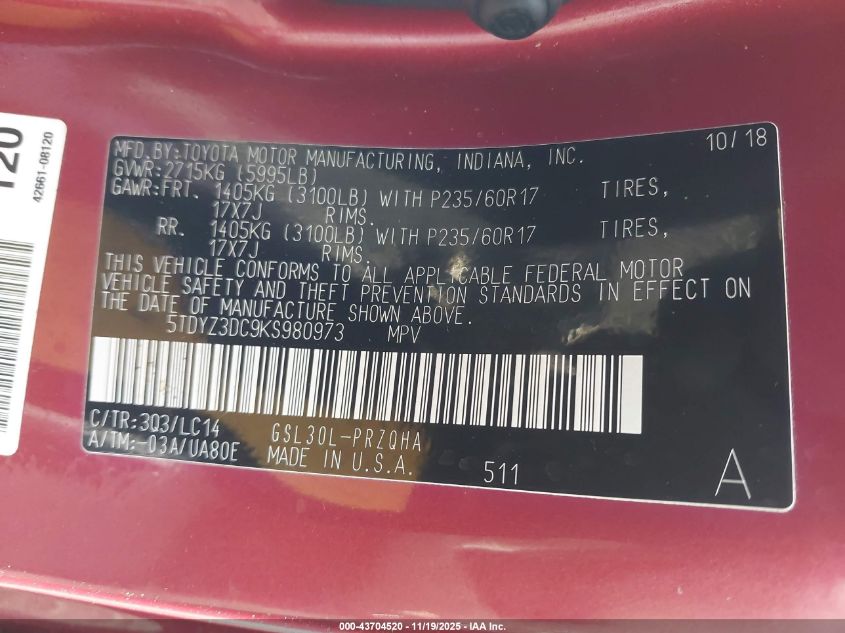 120
42661-08120
MFD. BY:TOYOTA MOTOR MANUFACTURING, INDIANA, INC. 10/18
GVWR:2715KG (5995LB)
GAWR:FRT. 1405KG (3100LB) WITH P235/60R17 TIRES,
17X7J RIMS.
RR. 1405KG (3100LB) WITH P235/60R17 TIRES,
17X7J RIMS.
THIS VEHICLE CONFORMS TO ALL APPLICABLE FEDERAL MOTOR
VEHICLE SAFETY AND THEFT PREVENTION STANDARDS IN EFFECT ON
THE DATE OF MANUFACTURE SHOWN ABOVE.
5TDYZ3DC9KS980973 MPV
C/TR:3Q3/LC14 GSL30L-PRZQHA
A/TM:-03A/UA80E MADE IN U.S.A.
511 A
000-43704520 - 11/19/2025 - IAA Inc.